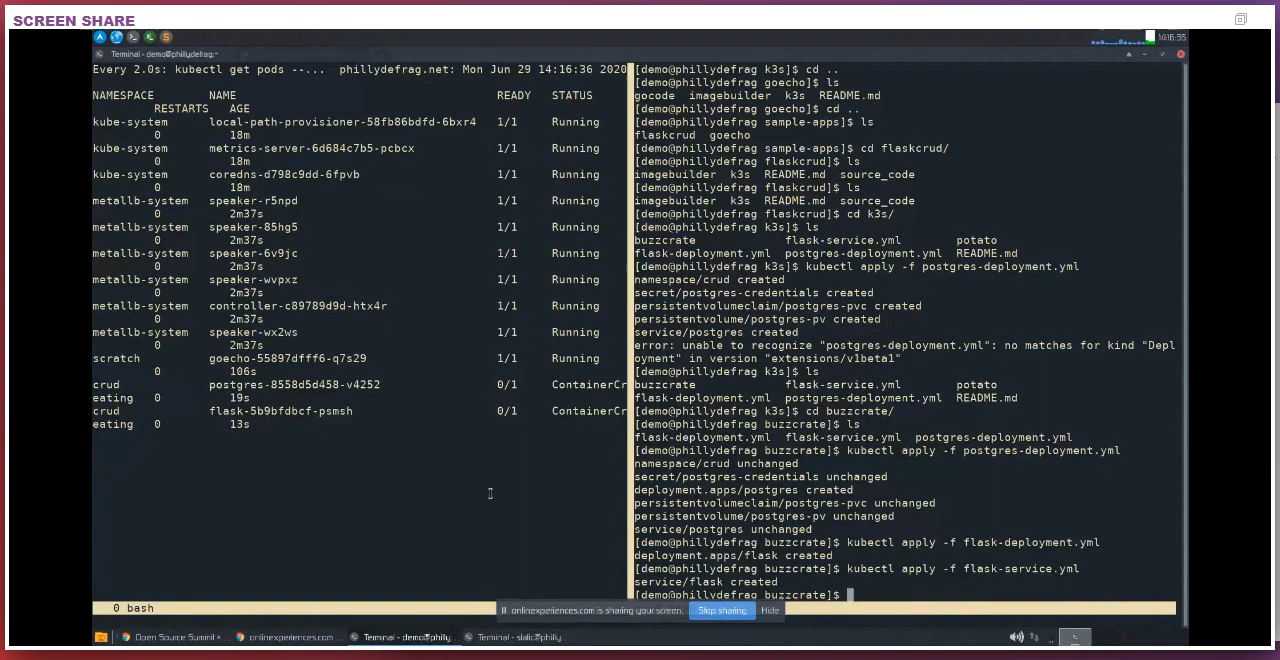 SCREEN SHARE
14:16:35
Terminal - demo@phillydefrag:~
Every 2.0s: kubectl get pods --...  phillydefrag.net: Mon Jun 29 14:16:36 2020
NAMESPACE NAME READY STATUS
RESTARTS AGE
kube-system local-path-provisioner-58fb86bdfd-6bxr4 1/1 Running
0 18m
kube-system metrics-server-6d684c7b5-pcbcx 1/1 Running
0 18m
kube-system coredns-d798c9dd-6fpvb 1/1 Running
0 18m
metallb-system speaker-r5npd 1/1 Running
0 2m37s
metallb-system speaker-85hg5 1/1 Running
0 2m37s
metallb-system speaker-6v9jc 1/1 Running
0 2m37s
metallb-system speaker-wvpxz 1/1 Running
0 2m37s
metallb-system controller-c89789d9d-htx4r 1/1 Running
0 2m37s
metallb-system speaker-wx2ws 1/1 Running
0 2m37s
scratch goecho-55897dfff6-q7s29 1/1 Running
0 106s
crud postgres-8558d5d458-v4252 0/1 ContainerCr
eating 0 19s
crud flask-5b9bfdbcf-psmsh 0/1 ContainerCr
eating 0 13s
[demo@phillydefrag k3s]$ cd ..
[demo@phillydefrag goecho]$ ls
gocode imagebuilder k3s README.md
[demo@phillydefrag goecho]$ cd ..
[demo@phillydefrag sample-apps]$ ls
flaskcrud goecho
[demo@phillydefrag sample-apps]$ cd flaskcrud/
[demo@phillydefrag flaskcrud]$ ls
imagebuilder k3s README.md source_code
[demo@phillydefrag flaskcrud]$ ls
imagebuilder k3s README.md source_code
[demo@phillydefrag flaskcrud]$ cd k3s/
[demo@phillydefrag k3s]$ ls
buzzcrate flask-service.yml potato
flask-deployment.yml postgres-deployment.yml README.md
[demo@phillydefrag k3s]$ kubectl apply -f postgres-deployment.yml
namespace/crud created
secret/postgres-credentials created
persistentvolumeclaim/postgres-pvc created
persistentvolume/postgres-pv created
service/postgres created
error: unable to recognize "postgres-deployment.yml": no matches for kind "Depl
oyment" in version "extensions/v1beta1"
[demo@phillydefrag k3s]$ ls
buzzcrate flask-service.yml potato
flask-deployment.yml postgres-deployment.yml README.md
[demo@phillydefrag k3s]$ cd buzzcrate/
[demo@phillydefrag buzzcrate]$ ls
flask-deployment.yml flask-service.yml postgres-deployment.yml
[demo@phillydefrag buzzcrate]$ kubectl apply -f postgres-deployment.yml
namespace/crud unchanged
secret/postgres-credentials unchanged
deployment.apps/postgres created
persistentvolumeclaim/postgres-pvc unchanged
persistentvolume/postgres-pv unchanged
service/postgres unchanged
[demo@phillydefrag buzzcrate]$ kubectl apply -f flask-deployment.yml
deployment.apps/flask created
[demo@phillydefrag buzzcrate]$ kubectl apply -f flask-service.yml
service/flask created
[demo@phillydefrag buzzcrate]$
0 bash
onlinexperiences.com is sharing your screen. Stop sharing Hide
Open Source Summit +... onlinexperiences.com ... Terminal - demo@philly... Terminal - static@philly...